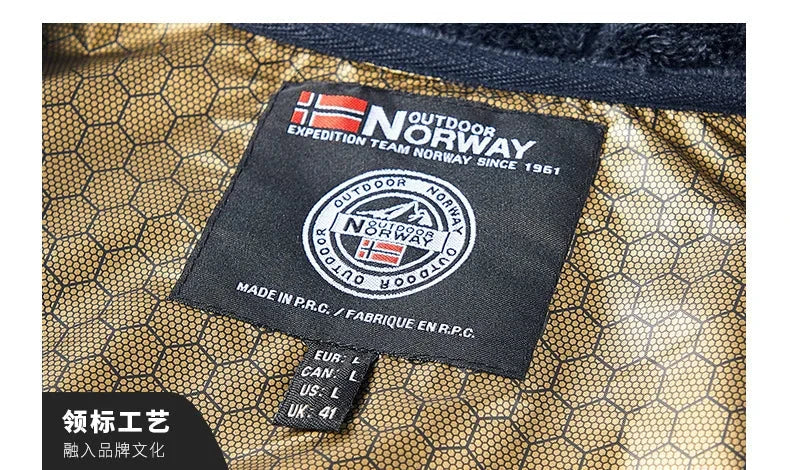 OUTDOOR
NORWAY
EXPEDITION TEAM NORWAY SINCE 1961
OUTDOOR NORWAY
OUTDOOR
NORWAY
OUTDOOR OUTDOOR
MADE IN P.R.C. / FABRIQUE EN R.P.C.
EUR: L
CAN: L
US: L
UK: 41
领标工艺
融入品牌文化